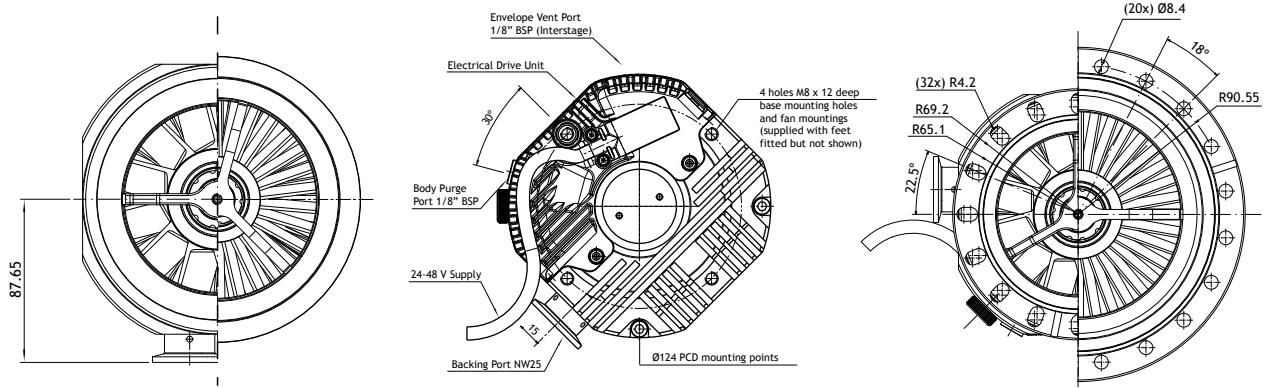 87.65
Envelope Vent Port
1/8” BSP (Interstage)
Electrical Drive Unit
30°
Body Purge
Port 1/8” BSP
24-48 V Supply
15
Backing Port NW25
4 holes M8 x 12 deep
base mounting holes
and fan mountings
(supplied with feet
fitted but not shown)
Ø124 PCD mounting points
(20x) Ø8.4
18°
(32x) R4.2
R69.2
R65.1
R90.55
22.5°